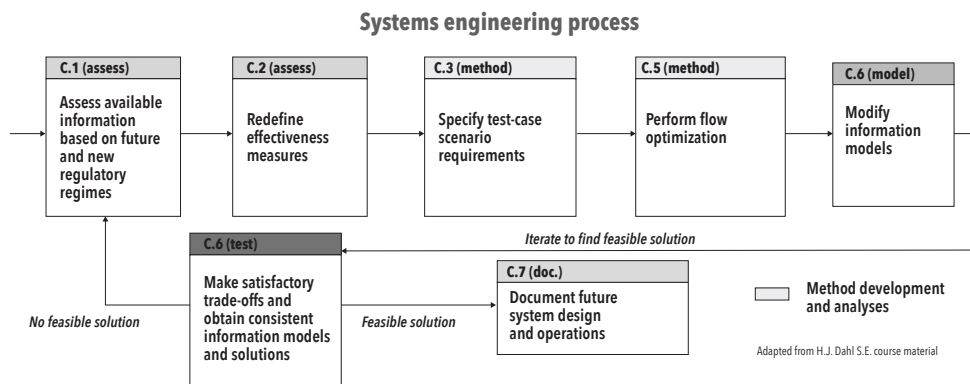 Systems engineering process
C.1 (assess)
Assess available
information
based on future
and new
regulatory
regimes
C.2 (assess)
Redefine
effectiveness
measures
C.3 (method)
Specify test-case
scenario
requirements
C.5 (method)
Perform flow
optimization
C.6 (model)
Modify
information
models
Iterate to find feasible solution
C.6 (test)
Make satisfactory
trade-offs and
obtain consistent
information models
and solutions
No feasible solution
Feasible solution
C.7 (doc.)
Document future
system design
and operations
Method development
and analyses
Adapted from H.J. Dahl S.E. course material